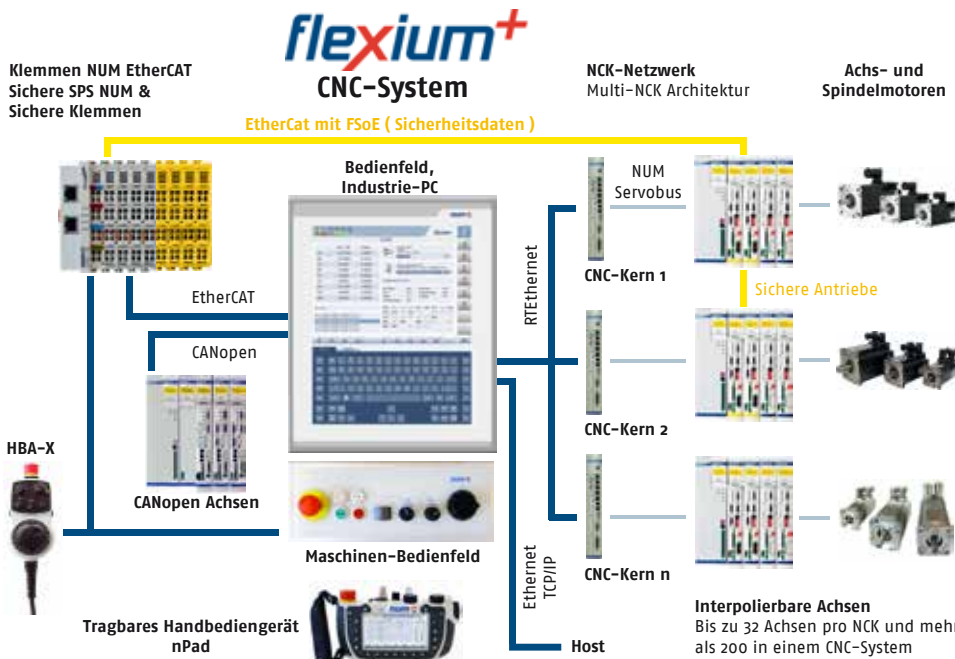 flexium+
CNC-System
Klemmen NUM EtherCAT
Sichere SPS NUM &
Sichere Klemmen
NCK-Netzwerk
Multi-NCK Architektur
Achs- und
Spindelmotoren
EtherCat mit FSoE ( Sicherheitsdaten )
Bedienfeld,
Industrie-PC
NUM
Servobus
CNC-Kern 1
EtherCAT
RTEthernet
Sichere Antriebe
CANopen
CNC-Kern 2
HBA-X
CANopen Achsen
Maschinen-Bedienfeld
CNC-Kern n
Ethernet
TCP/IP
Tragbares Handbediengerät
nPad
Host
Interpolierbare Achsen
Bis zu 32 Achsen pro NCK und mehr
als 200 in einem CNC-System